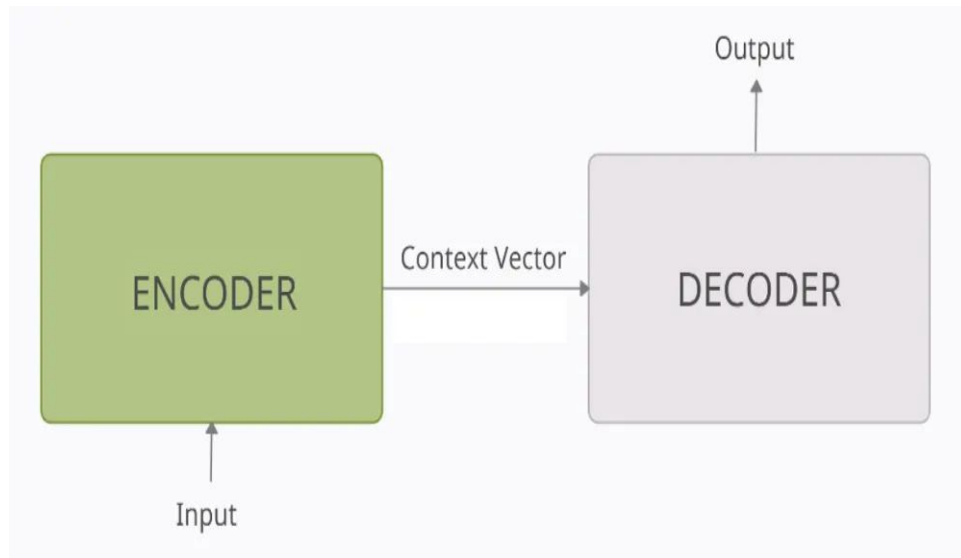 Output
Context Vector
ENCODER
DECODER
Input